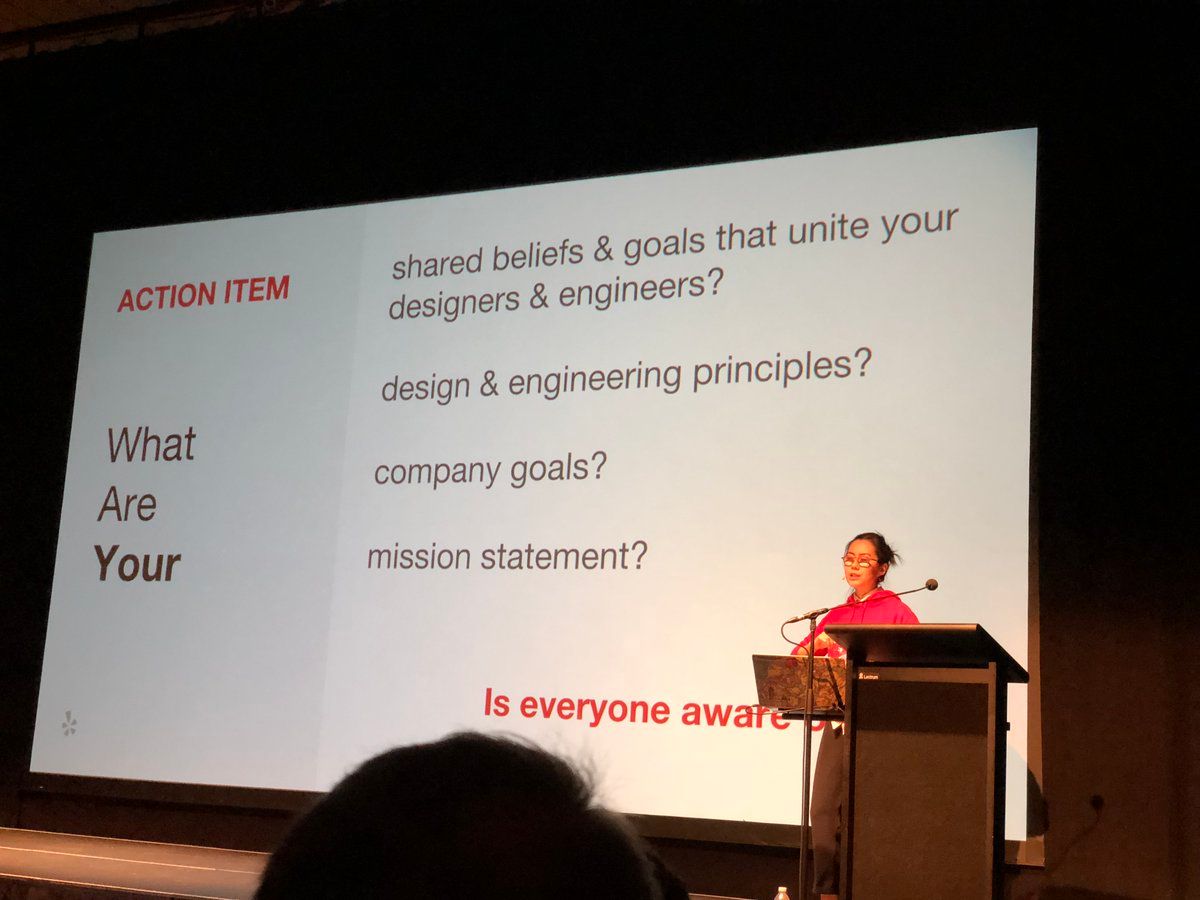 ACTION ITEM
What
Are
Your
shared beliefs & goals that unite your
designers & engineers?
design & engineering principles?
company goals?
mission statement?
Is everyone aware
Lectrum